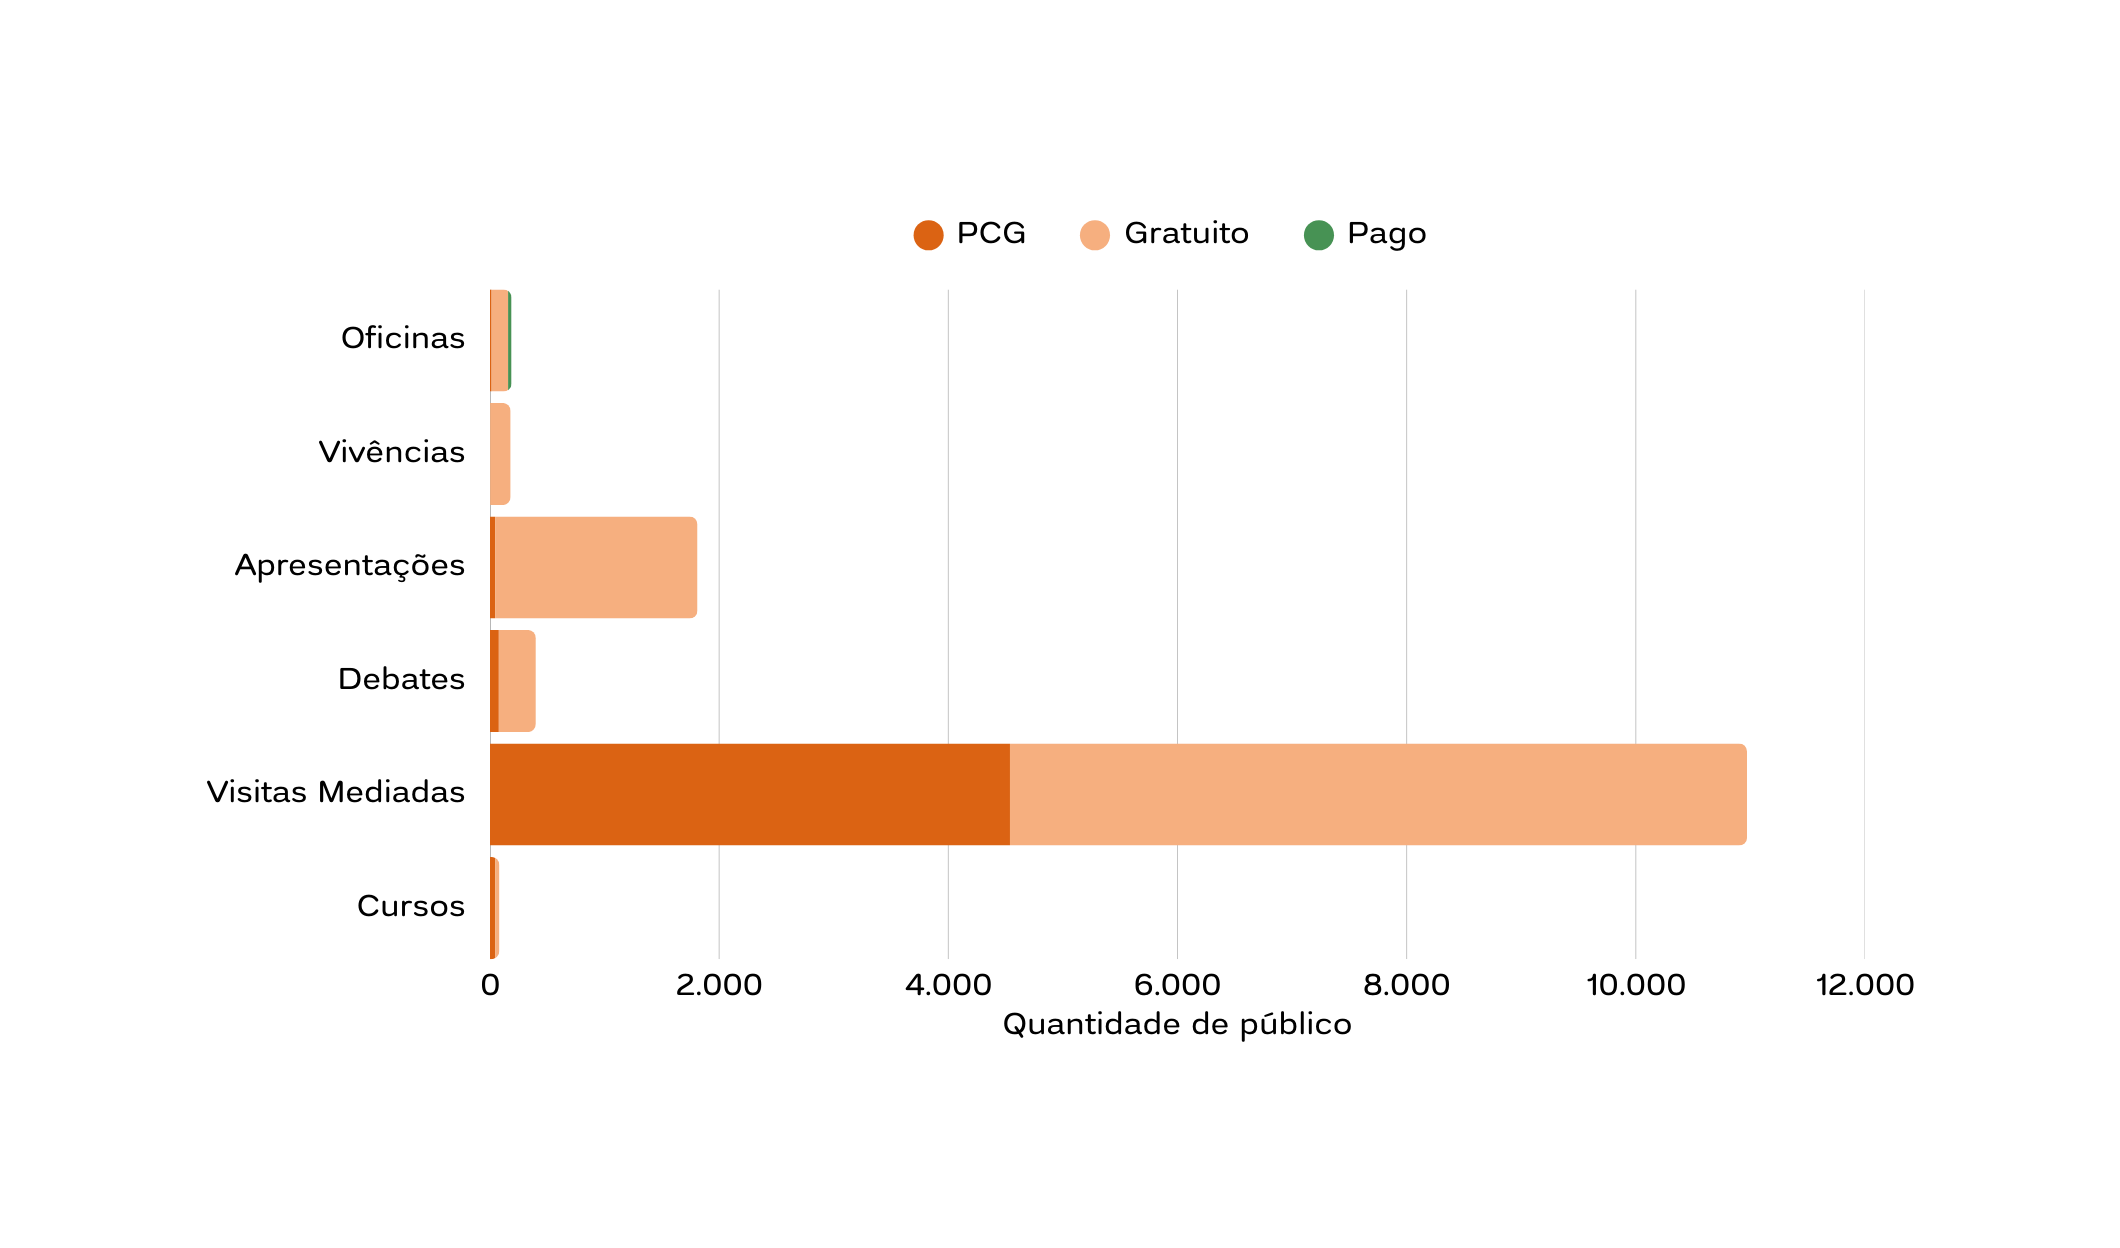 PCG Gratuito Pago
Oficinas
Vivências
Apresentações
Debates
Visitas Mediadas
Cursos
0 2.000 4.000 6.000 8.000 10.000 12.000
Quantidade de público